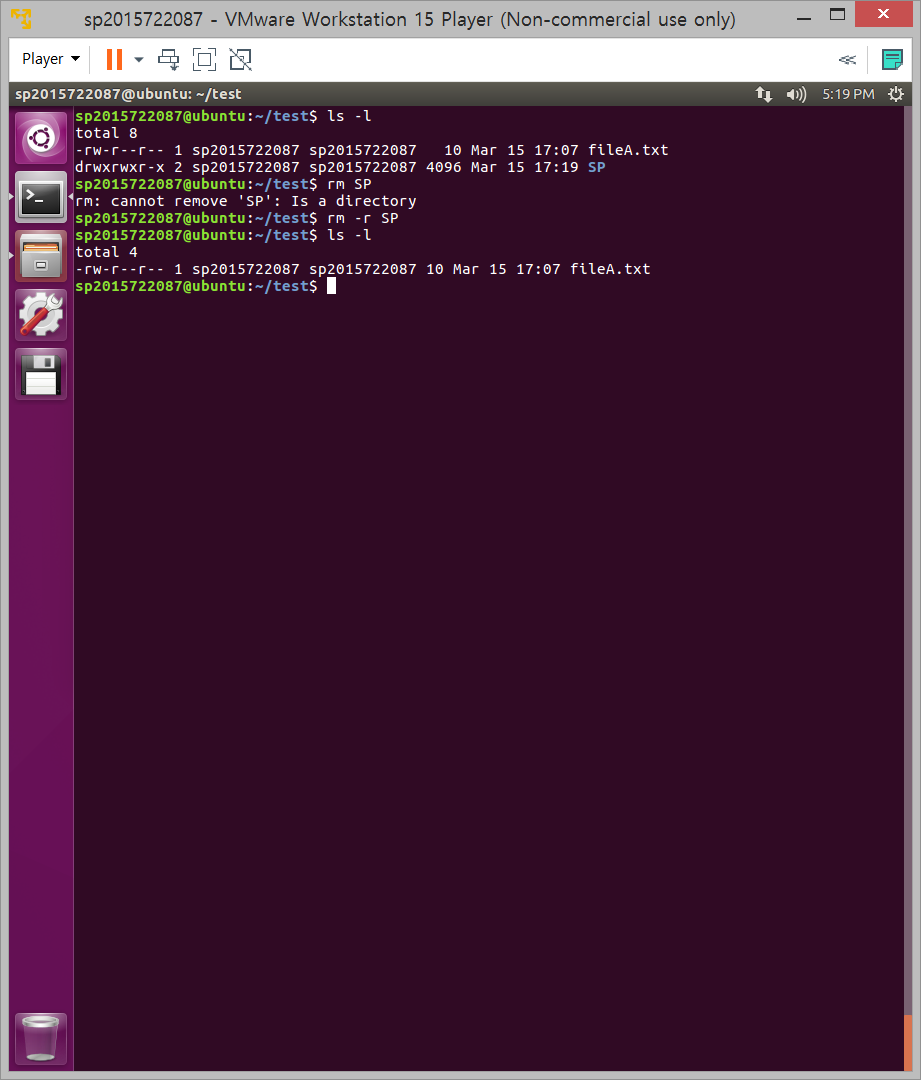 sp2015722087 - VMware Workstation 15 Player (Non-commercial use only)
Player
sp2015722087@ubuntu: ~/test
5:19 PM
sp2015722087@ubuntu:~/test$ ls -l
total 8
-rw-r--r-- 1 sp2015722087 sp2015722087   10 Mar 15 17:07 fileA.txt
drwxrwxr-x 2 sp2015722087 sp2015722087 4096 Mar 15 17:19 SP
sp2015722087@ubuntu:~/test$ rm SP
rm: cannot remove 'SP': Is a directory
sp2015722087@ubuntu:~/test$ rm -r SP
sp2015722087@ubuntu:~/test$ ls -l
total 4
-rw-r--r-- 1 sp2015722087 sp2015722087 10 Mar 15 17:07 fileA.txt
sp2015722087@ubuntu:~/test$